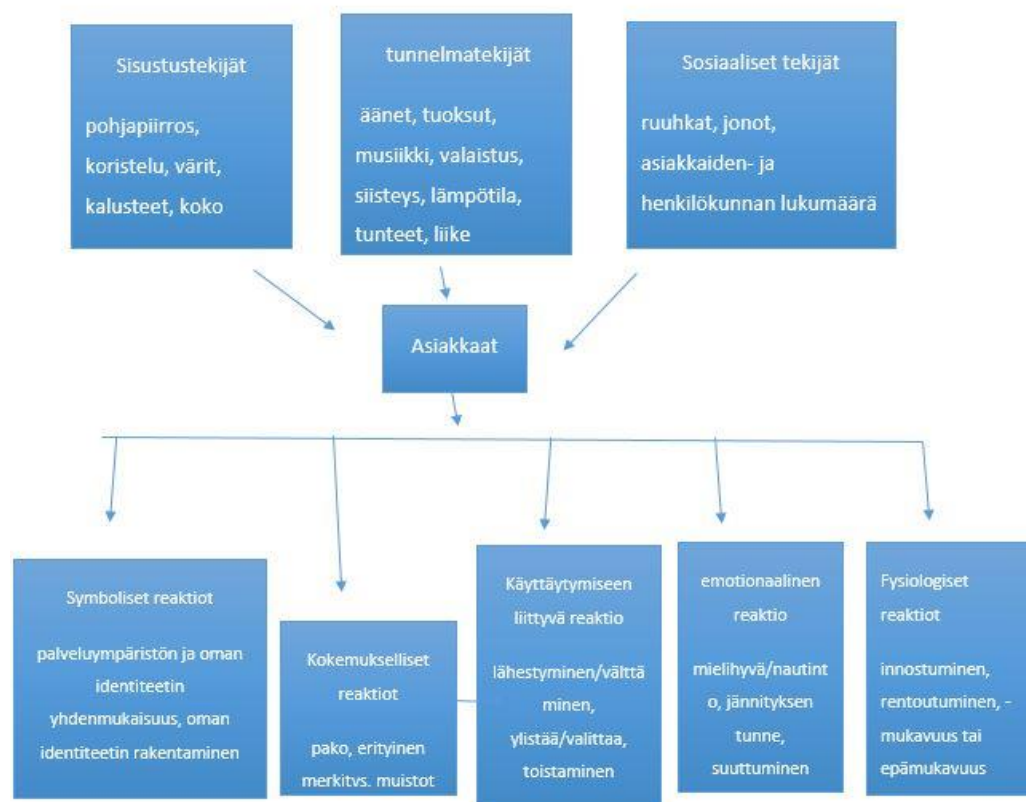 Sisustustekijät
pohjapiirros,
koristelu, värit,
kalusteet, koko
tunnelmatekijät
äänet, tuoksut,
musiikki, valaistus,
siisteys, lämpötila,
tunteet, liike
Sosiaaliset tekijät
ruuhkat, jonot,
asiakkaiden- ja
henkilökunnan lukumäärä
Asiakkaat
Symboliset reaktiot
palveluympäristön ja oman
identiteetin
yhdenmukaisuus, oman
identiteetin rakentaminen
Kokemukselliset
reaktiot
pako, erityinen
merkitys. muistot
Käyttäytymiseen
liittyvä reaktio
lähestyminen/välttä
minen,
ylistää/valittaa,
toistaminen
emotionaalinen
reaktio
mielihyvä/nautint
o, jännityksen
tunne,
suuttuminen
Fysiologiset
reaktiot
innostuminen,
rentoutuminen, -
mukavuus tai
epämukavuus